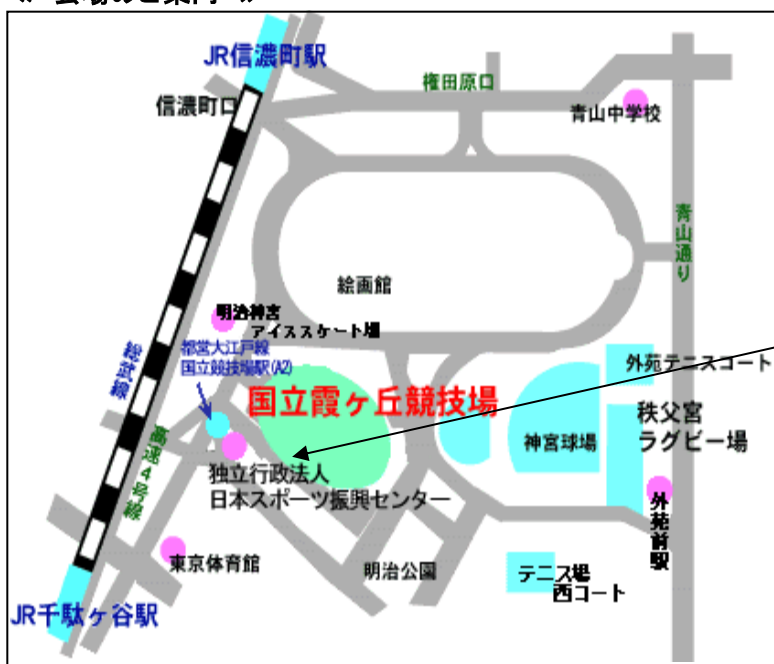 JR信濃町駅
信濃町口
権田原口
青山中学校
青山通り
絵画館
明治神宮
アイススケート場
都営大江戸線
国立競技場駅(A2)
総武線
高速4号線
国立霞ヶ丘競技場
外苑テニスコート
秩父宮
ラグビー場
神宮球場
独立行政法人
日本スポーツ振興センター
外苑前駅
東京体育館
明治公園
テニス場
西コート
JR千駄ヶ谷駅